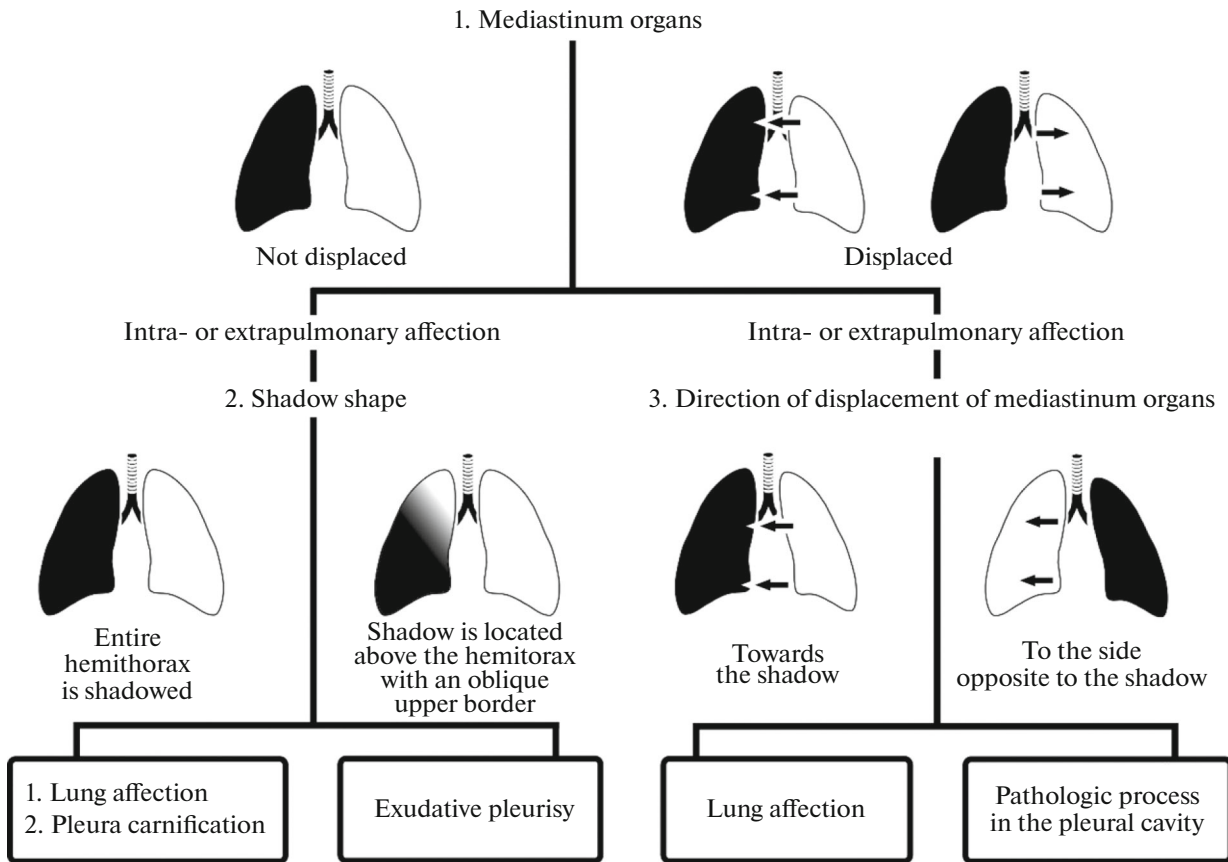 1. Mediastinum organs
Not displaced
Displaced
Intra- or extrapulmonary affection
Intra- or extrapulmonary affection
2. Shadow shape
3. Direction of displacement of mediastinum organs
Entire
hemithorax
is shadowed
Shadow is located
above the hemitorax
with an oblique
upper border
Towards
the shadow
To the side
opposite to the shadow
1. Lung affection
2. Pleura carnification
Exudative pleurisy
Lung affection
Pathologic process
in the pleural cavity